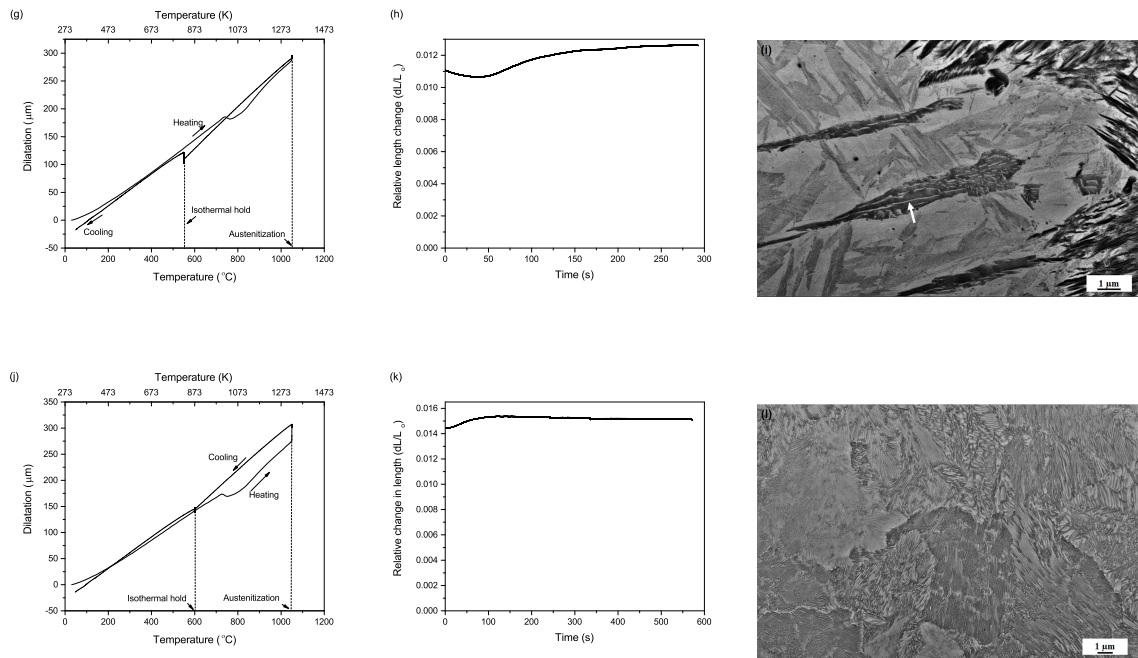 (g)
Temperature (K)
273 473 673 873 1073 1273 1473
300
250
200
150
100
50
0
-50
Dilatation (µm)
Heating
Cooling
Isothermal hold
Austenitization
0 200 400 600 800 1000 1200
Temperature (°C)
(h)
0.012
0.010
0.008
0.006
0.004
0.002
0.000
Relative length change (dL/L₀)
0 50 100 150 200 250 300
Time (s)
(i)
1 µm
(j)
Temperature (K)
273 473 673 873 1073 1273 1473
350
300
250
200
150
100
50
0
-50
Dilatation (µm)
Cooling
Heating
Isothermal hold
Austenitization
0 200 400 600 800 1000 1200
Temperature (°C)
(k)
0.016
0.014
0.012
0.010
0.008
0.006
0.004
0.002
0.000
Relative change in length (dL/L₀)
0 100 200 300 400 500 600
Time (s)
(l)
1 µm